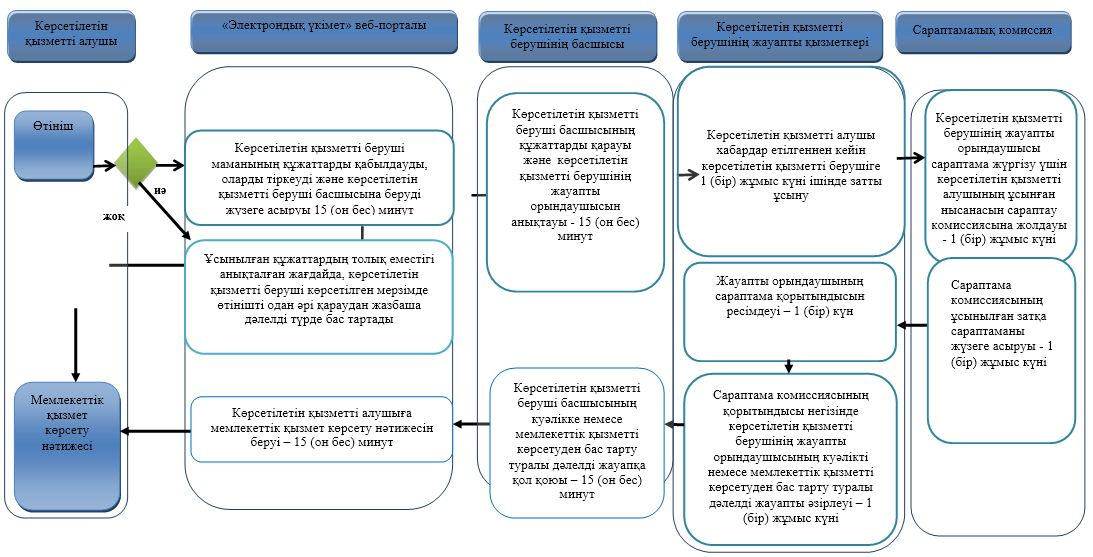 Көрсетілетін
қызметті алушы
«Электрондық үкімет» веб-порталы
Көрсетілетін қызметті
берушінің басшысы
Көрсетілетін қызметті
берушінің жауапты қызметкері
Сараптамалық комиссия
Өтініш
иә
жоқ
Көрсетілетін қызметті беруші
маманының құжаттарды қабылдауды,
оларды тіркеуді және көрсетілетін
қызметті беруші басшысына беруді
жүзеге асыруы 15 (он бес) минут
Ұсынылған құжаттардың толық еместігі
анықталған жағдайда, көрсетілетін
қызметті беруші көрсетілген мерзімде
өтінішті одан әрі қараудан жазбаша
дәлелді түрде бас тартады
Көрсетілетін қызметті
беруші басшысының
құжаттарды қарауы
және көрсетілетін
қызметті берушінің
жауапты
орындаушысын
анықтауы - 15 (он бес)
минут
Көрсетілетін қызметті алушы
хабардар етілгеннен кейін
көрсетілетін қызметті берушіге
1 (бір) жұмыс күні ішінде затты
ұсыну
Көрсетілетін қызметті
берушінің жауапты
орындаушысы
сараптама жүргізу үшін
көрсетілетін қызметті
алушының ұсынған
нысанасын сараптау
комиссиясына жолдауы
- 1 (бір) жұмыс күні
Сараптама
комиссиясының
ұсынылған затқа
сараптаманы
жүзеге асыруы - 1
(бір) жұмыс күні
Жауапты орындаушының
сараптама қорытындысын
ресімдеуі – 1 (бір) күн
Сараптама комиссиясының
қорытындысы негізінде
көрсетілетін қызметті
берушінің жауапты
орындаушысының куәлікті
немесе мемлекеттік қызметті
көрсетуден бас тарту туралы
дәлелді жауапты әзірлеуі – 1
(бір) жұмыс күні
Көрсетілетін қызметті
беруші басшысының
куәлікке немесе
мемлекеттік қызметті
көрсетуден бас тарту
туралы дәлелді жауапқа
қол қоюы – 15 (он бес)
минут
Көрсетілетін қызметті алушыға
мемлекеттік қызмет көрсету нәтижесін
беруі – 15 (он бес) минут
Мемлекеттік
қызмет
көрсету
нәтижесі